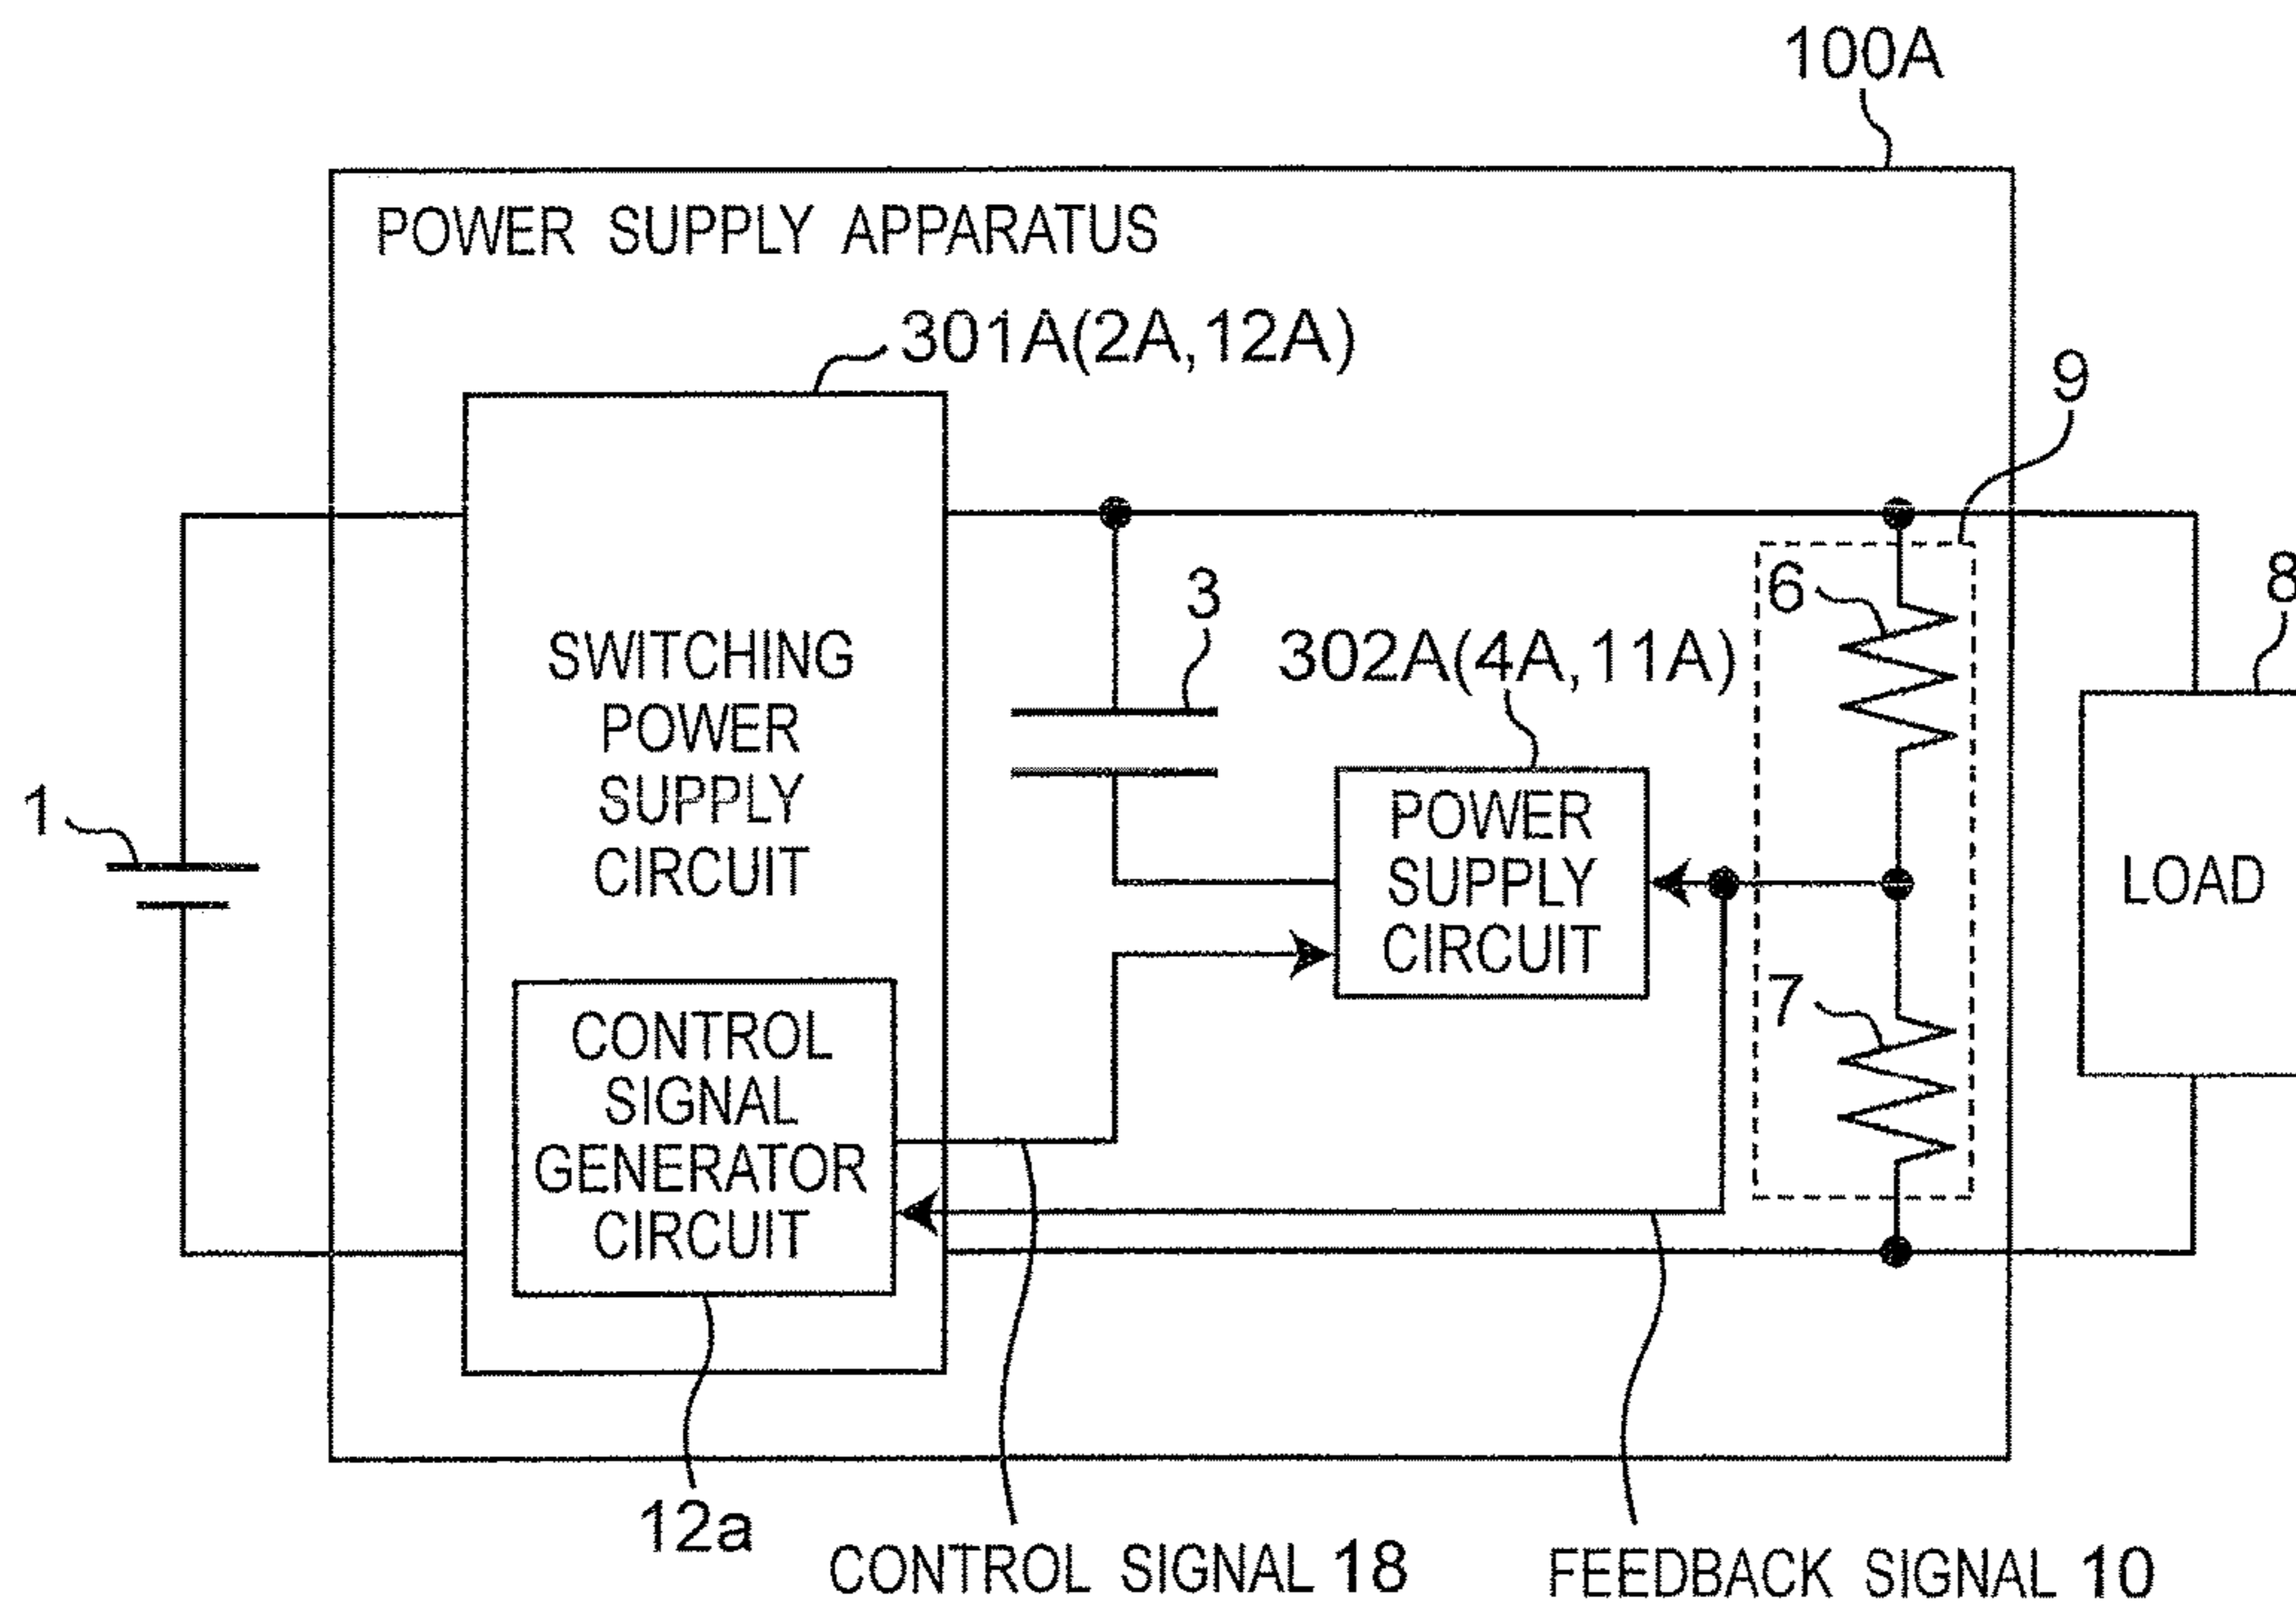 100A
POWER SUPPLY APPARATUS
301A(2A,12A)
9
3
6
8
302A(4A,11A)
SWITCHING
POWER
SUPPLY
CIRCUIT
1
POWER
SUPPLY
CIRCUIT
LOAD
7
CONTROL
SIGNAL
GENERATOR
CIRCUIT
12a
CONTROL SIGNAL 18
FEEDBACK SIGNAL 10